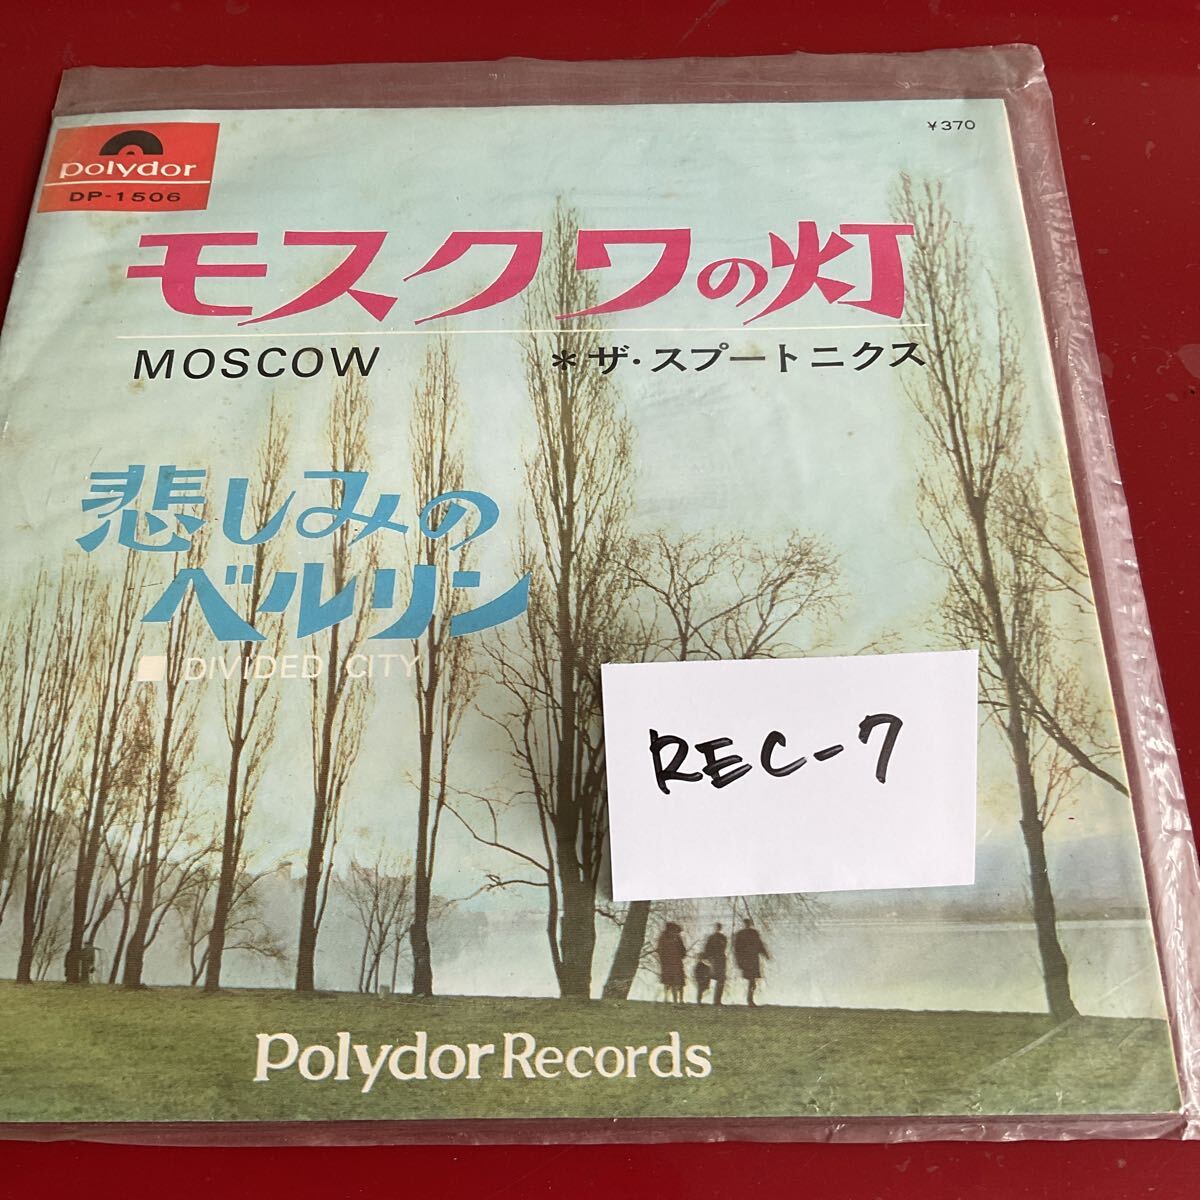 polydor
DP-1506
¥370
モスクワの灯
MOSCOW
*ザ・スプートニクス
悲しみの
ベルリン
DIVIDED CITY
REC-7
Polydor Records